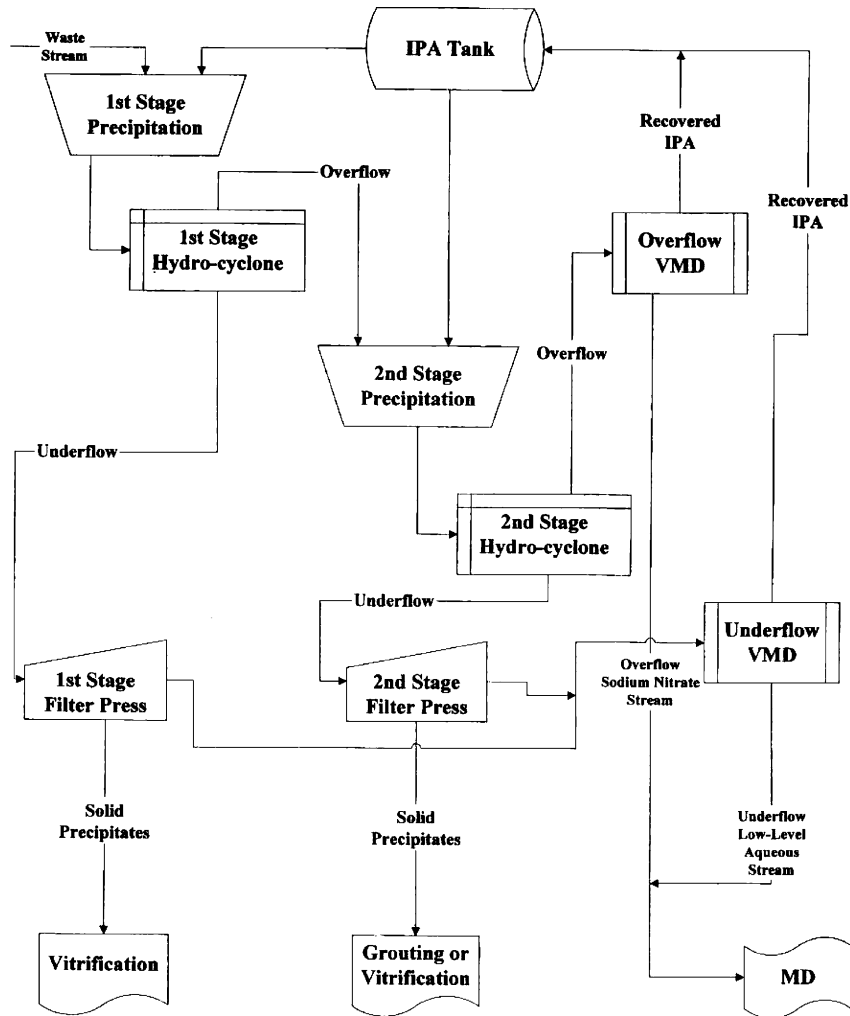 Waste
Stream
IPA Tank
1st Stage
Precipitation
Recovered
IPA
Overflow
Recovered
IPA
1st Stage
Hydro-cyclone
Overflow
VMD
Overflow
2nd Stage
Precipitation
Underflow
2nd Stage
Hydro-cyclone
Underflow
Underflow
VMD
1st Stage
Filter Press
2nd Stage
Filter Press
Overflow
Sodium Nitrate
Stream
Solid
Precipitates
Solid
Precipitates
Underflow
Low-Level
Aqueous
Stream
Vitrification
Grouting or
Vitrification
MD